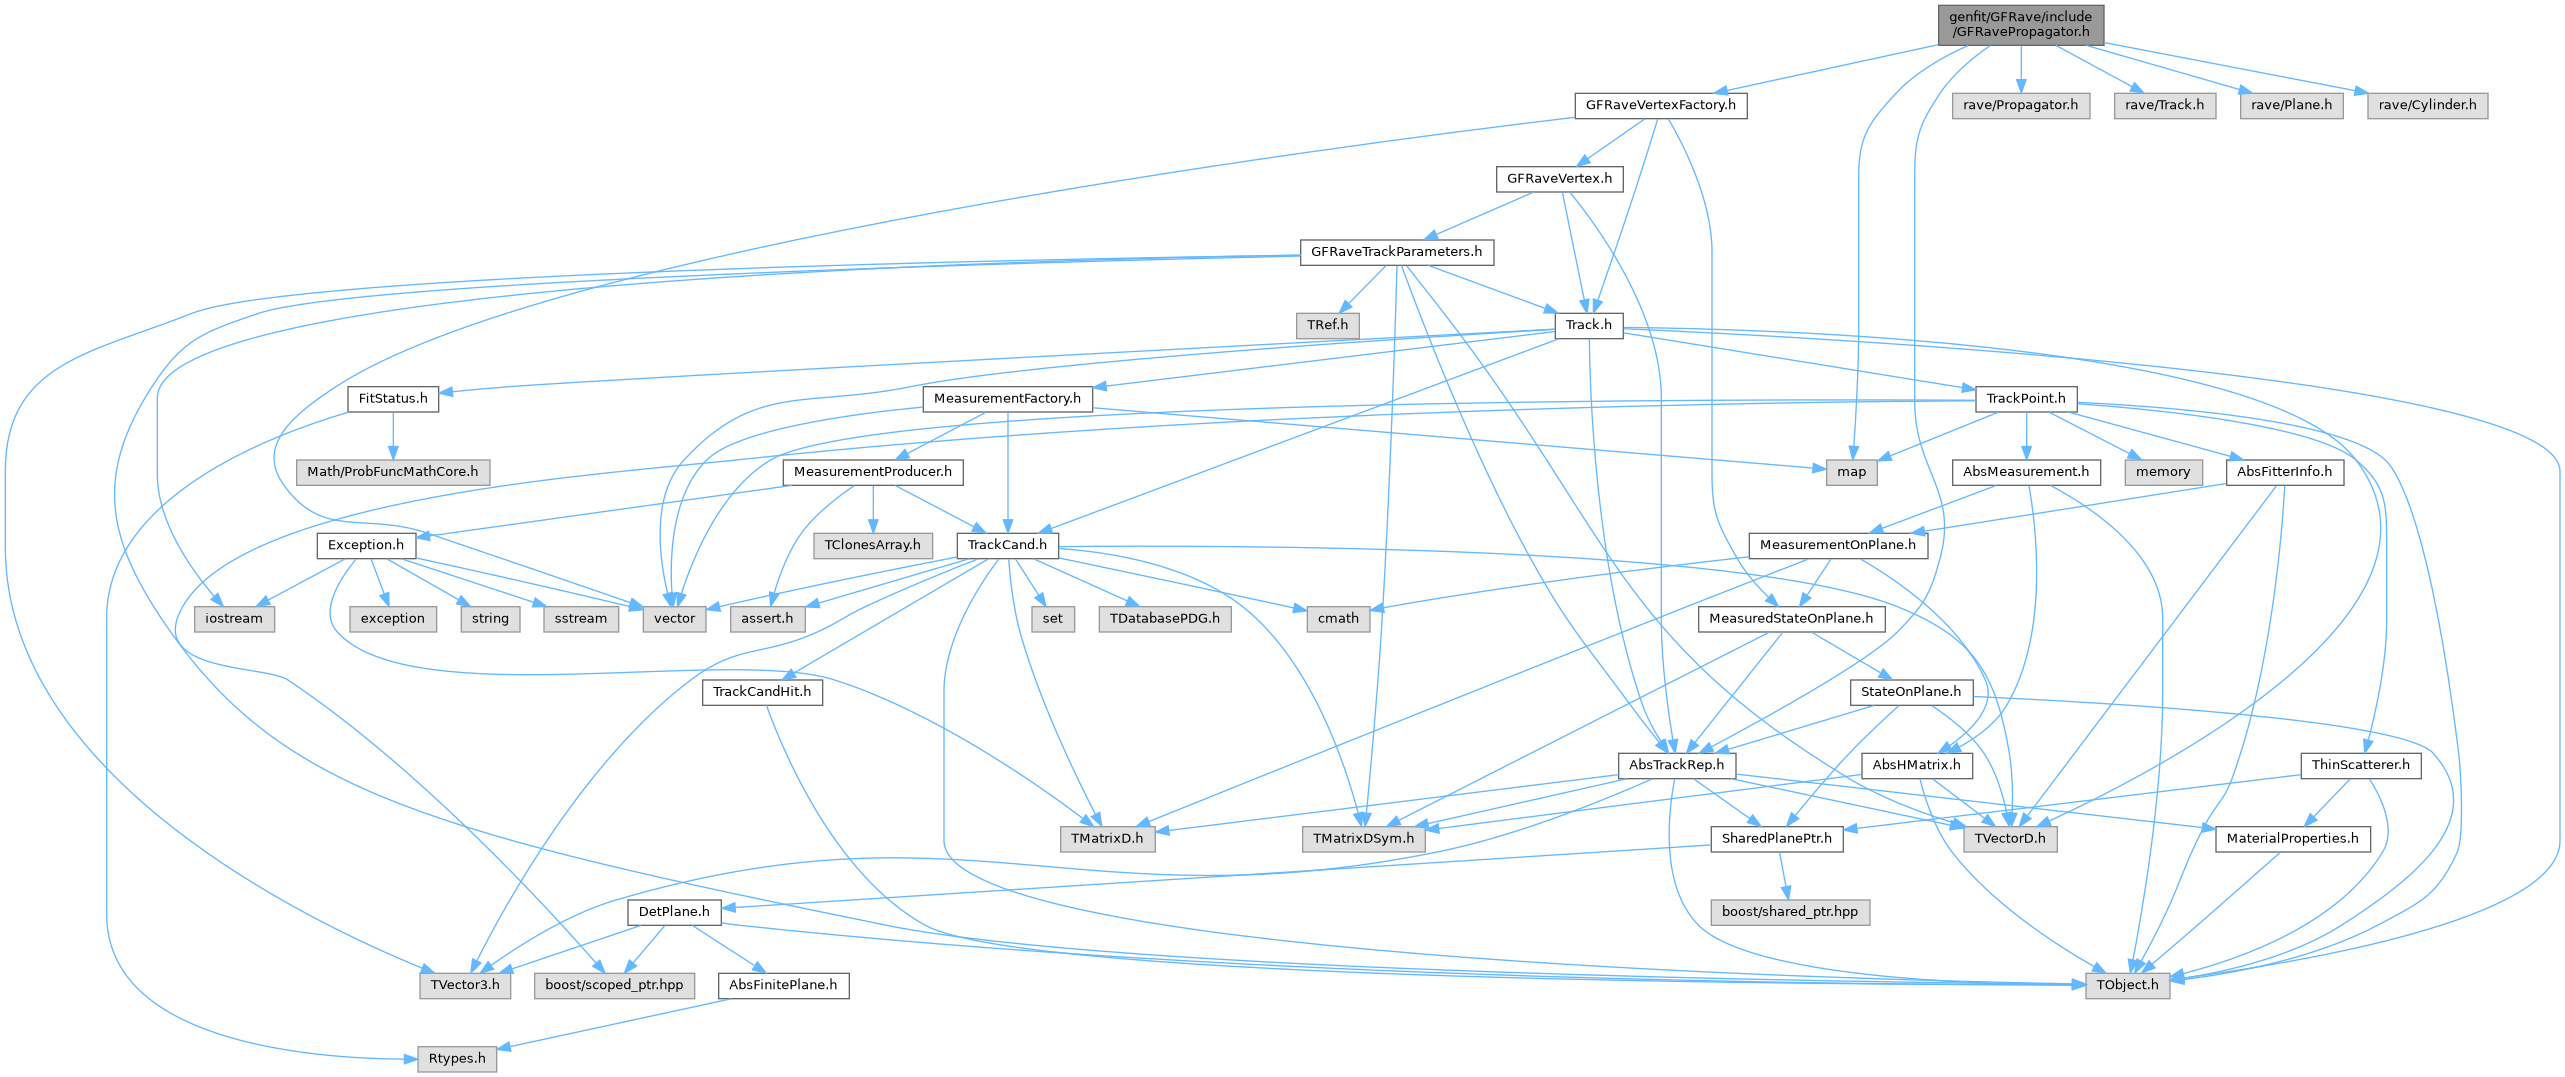 genfit/GFRave/include
/GFRavePropagator.h
GFRaveVertexFactory.h
rave/Propagator.h
rave/Track.h
rave/Plane.h
rave/Cylinder.h
GFRaveVertex.h
GFRaveTrackParameters.h
TRef.h
Track.h
FitStatus.h
MeasurementFactory.h
TrackPoint.h
Math/ProbFuncMathCore.h
MeasurementProducer.h
map
AbsMeasurement.h
memory
AbsFitterInfo.h
Exception.h
TClonesArray.h
TrackCand.h
MeasurementOnPlane.h
iostream
exception
string
sstream
vector
assert.h
set
TDatabasePDG.h
cmath
MeasuredStateOnPlane.h
TrackCandHit.h
StateOnPlane.h
AbsTrackRep.h
AbsHMatrix.h
ThinScatterer.h
TMatrixD.h
TMatrixDSym.h
SharedPlanePtr.h
TVectorD.h
MaterialProperties.h
DetPlane.h
boost/shared_ptr.hpp
TVector3.h
boost/scoped_ptr.hpp
AbsFinitePlane.h
TObject.h
Rtypes.h